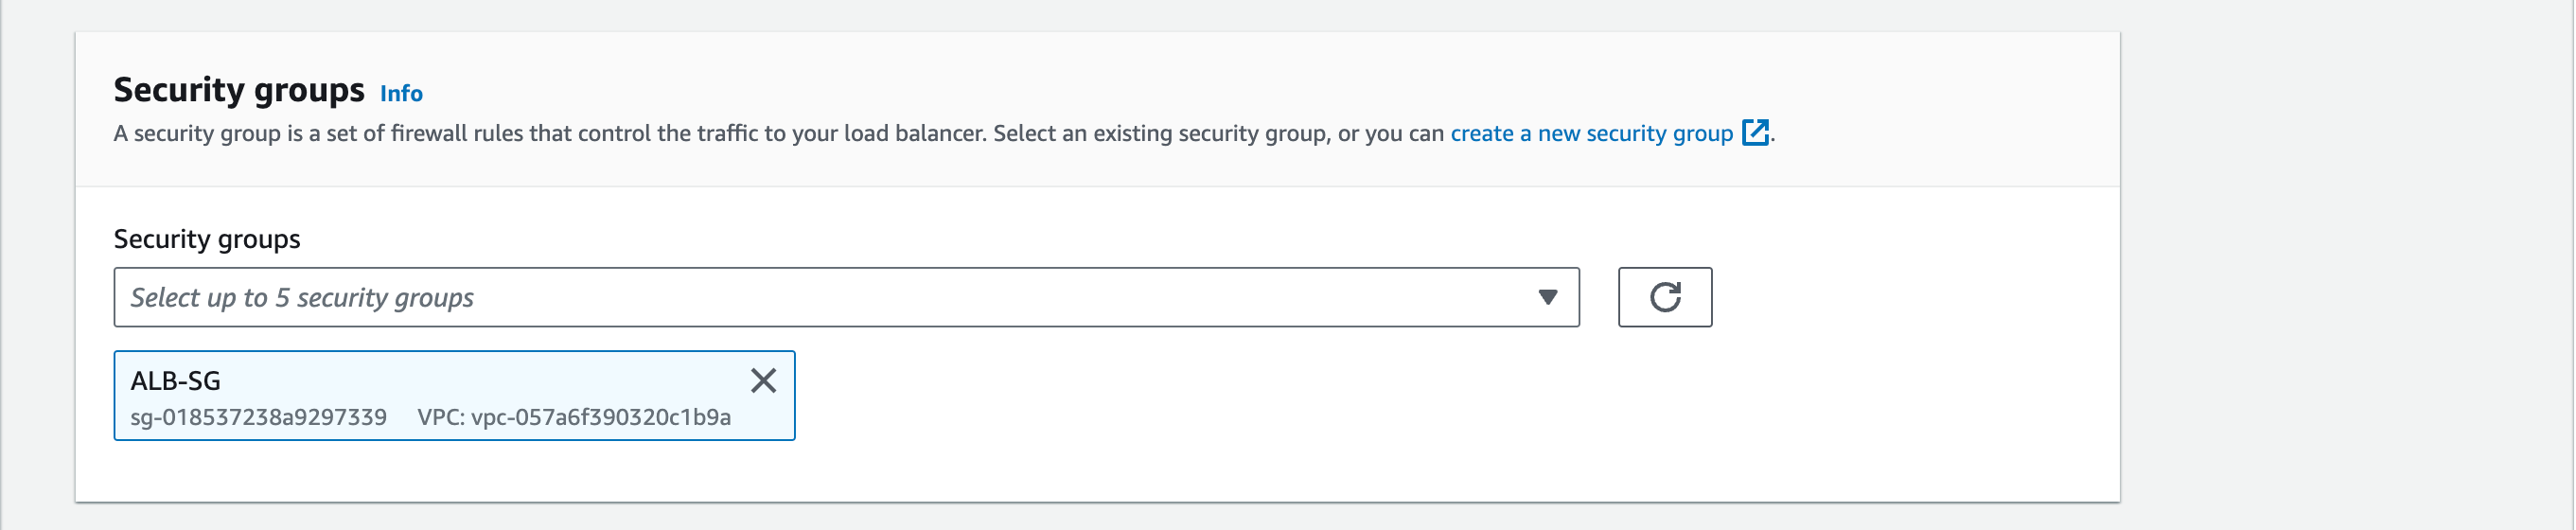 Security groups Info
A security group is a set of firewall rules that control the traffic to your load balancer. Select an existing security group, or you can create a new security group.
Security groups
Select up to 5 security groups
ALB-SG
sg-018537238a9297339 VPC: vpc-057a6f390320c1b9a